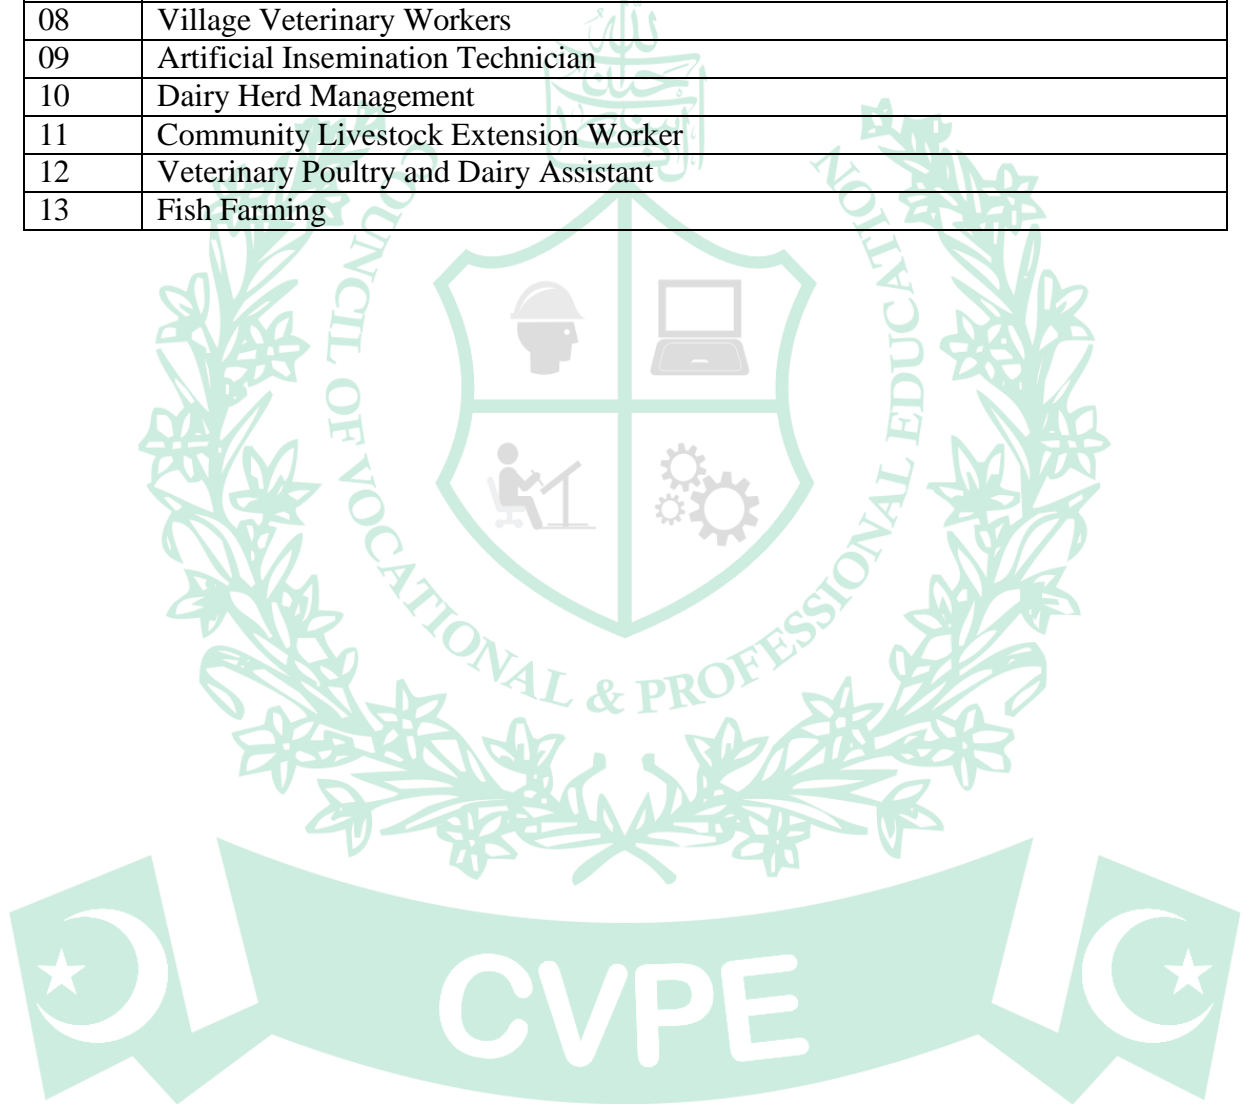 08 Village Veterinary Workers
09 Artificial Insemination Technician
10 Dairy Herd Management
11 Community Livestock Extension Worker
12 Veterinary Poultry and Dairy Assistant
13 Fish Farming
COUNCIL OF VOCATIONAL & PROFESSIONAL EDUCATION
CVPE